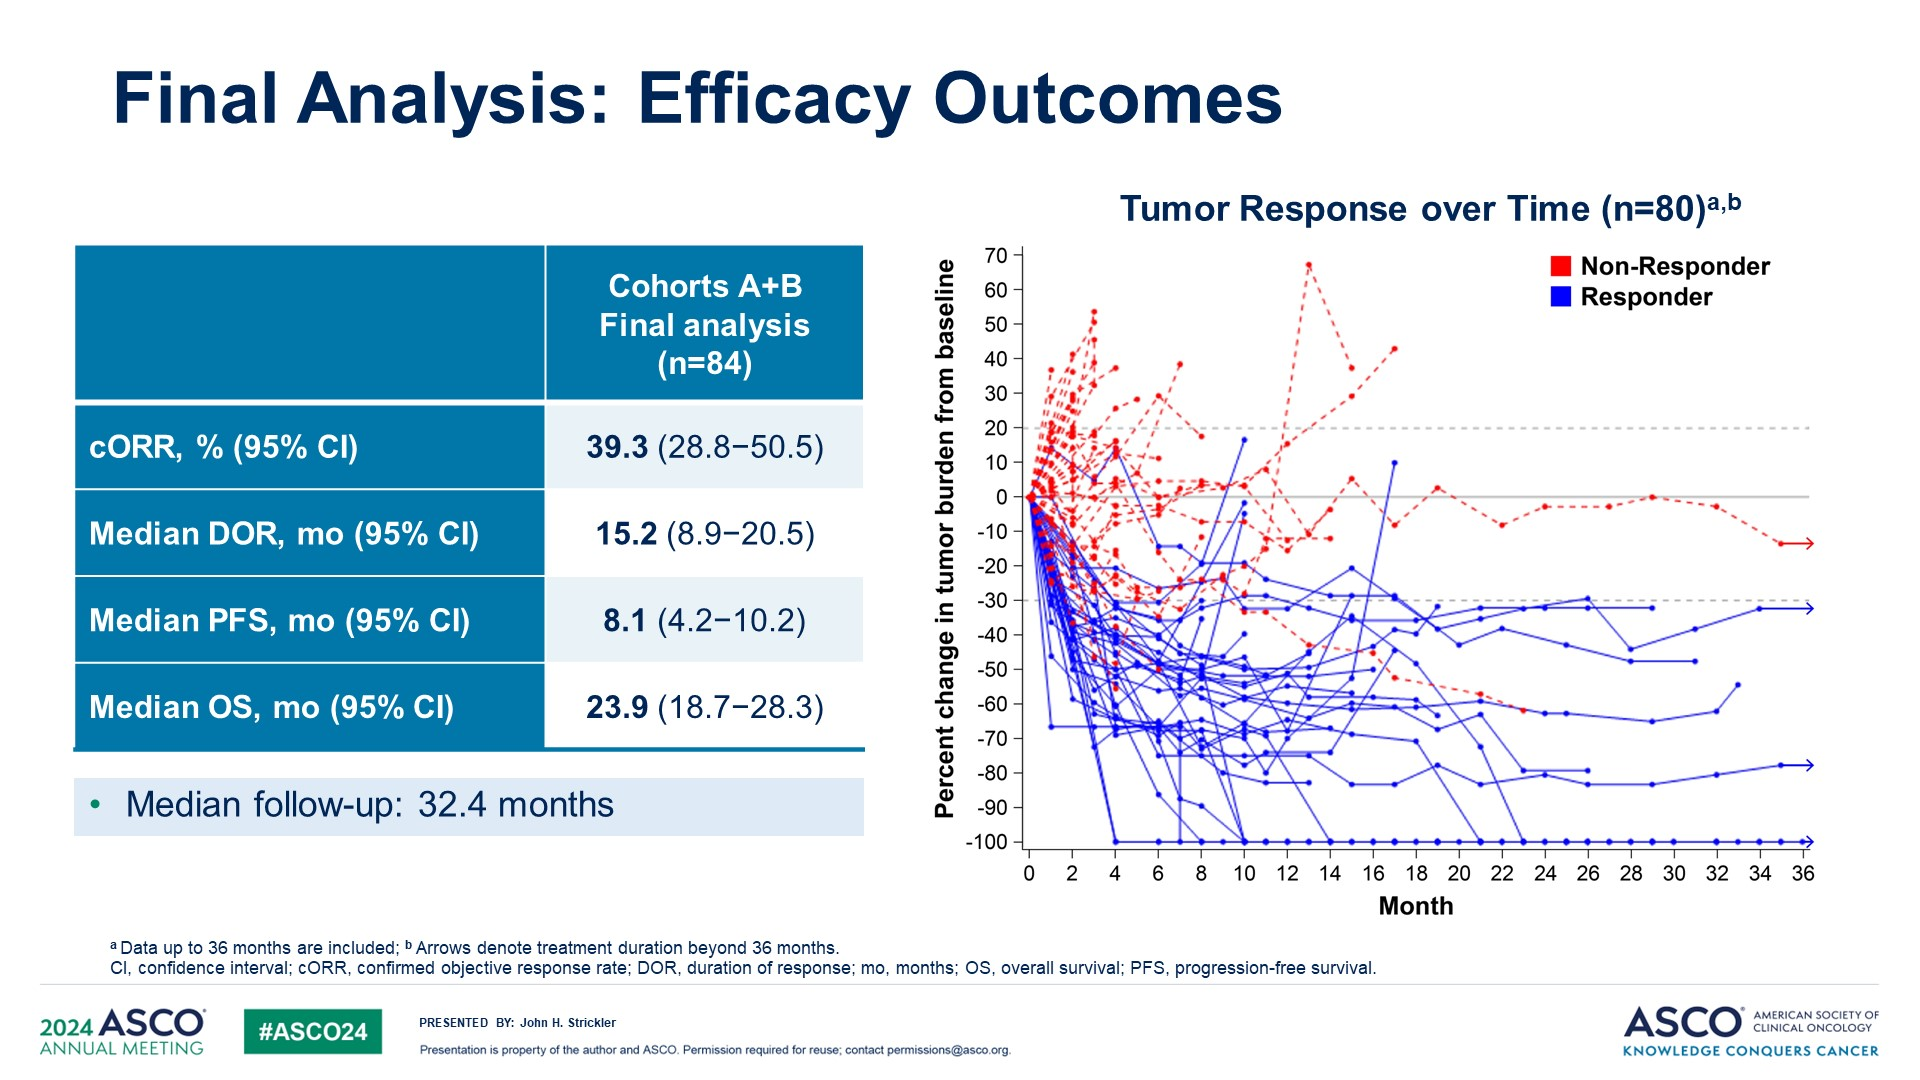 Final Analysis: Efficacy Outcomes
Cohorts A+B
Final analysis
(n=84)
cORR, % (95% CI)
39.3 (28.8−50.5)
Median DOR, mo (95% CI)
15.2 (8.9−20.5)
Median PFS, mo (95% CI)
8.1 (4.2−10.2)
Median OS, mo (95% CI)
23.9 (18.7−28.3)
• Median follow-up: 32.4 months
Tumor Response over Time (n=80)a,b
Non-Responder
Responder
Percent change in tumor burden from baseline
70
60
50
40
30
20
10
0
-10
-20
-30
-40
-50
-60
-70
-80
-90
-100
0 2 4 6 8 10 12 14 16 18 20 22 24 26 28 30 32 34 36
Month
a Data up to 36 months are included; b Arrows denote treatment duration beyond 36 months.
CI, confidence interval; cORR, confirmed objective response rate; DOR, duration of response; mo, months; OS, overall survival; PFS, progression-free survival.
2024 ASCO
ANNUAL MEETING
#ASCO24
PRESENTED BY: John H. Strickler
Presentation is property of the author and ASCO. Permission required for reuse; contact permissions@asco.org.
ASCO
AMERICAN SOCIETY OF
CLINICAL ONCOLOGY
KNOWLEDGE CONQUERS CANCER